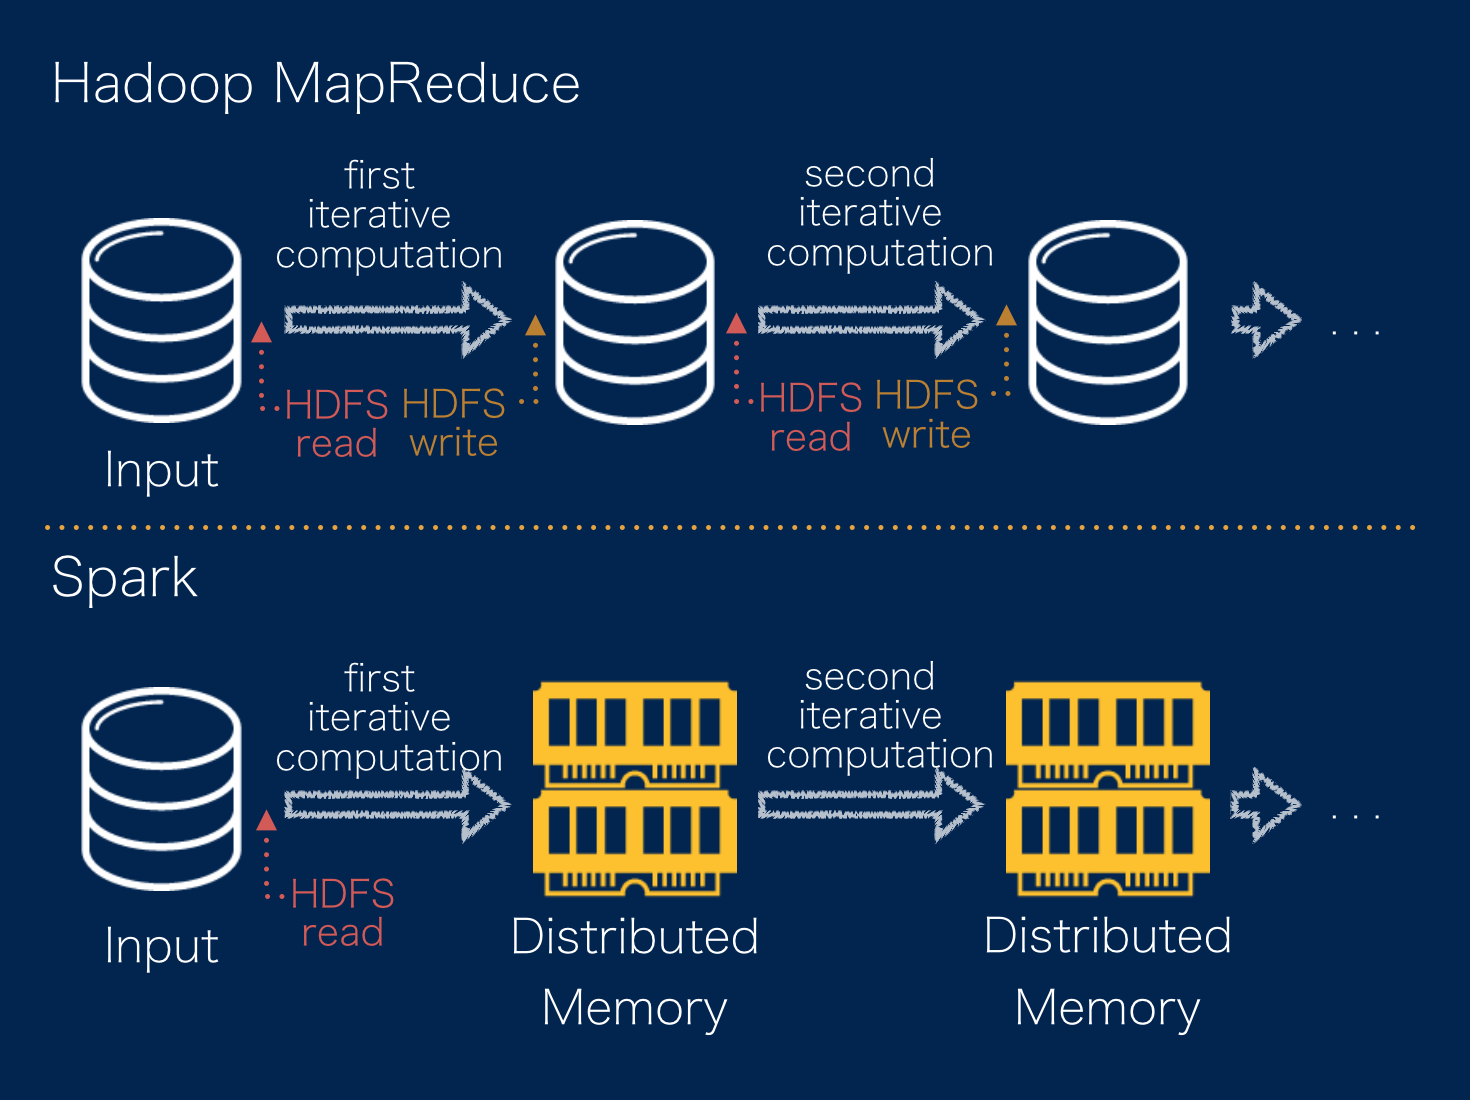 Hadoop MapReduce
first
iterative
computation
second
iterative
computation
HDFS
read
HDFS
write
HDFS
read
HDFS
write
. . .
Input
Spark
first
iterative
computation
second
iterative
computation
. . .
HDFS
read
Input
Distributed
Memory
Distributed
Memory